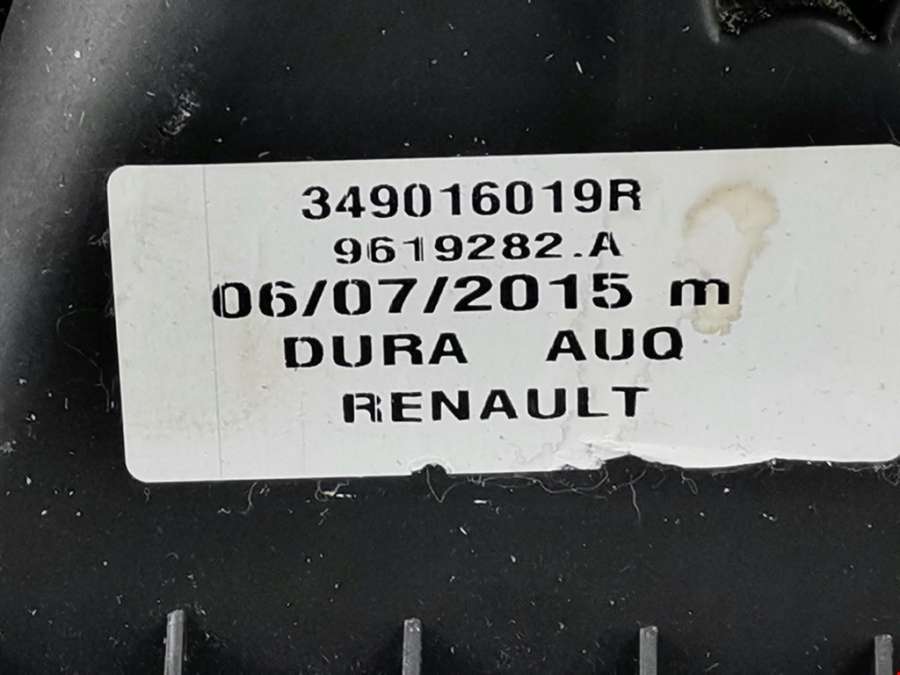 349016019R
9619282.A
06/07/2015 m
DURA AUQ
RENAULT